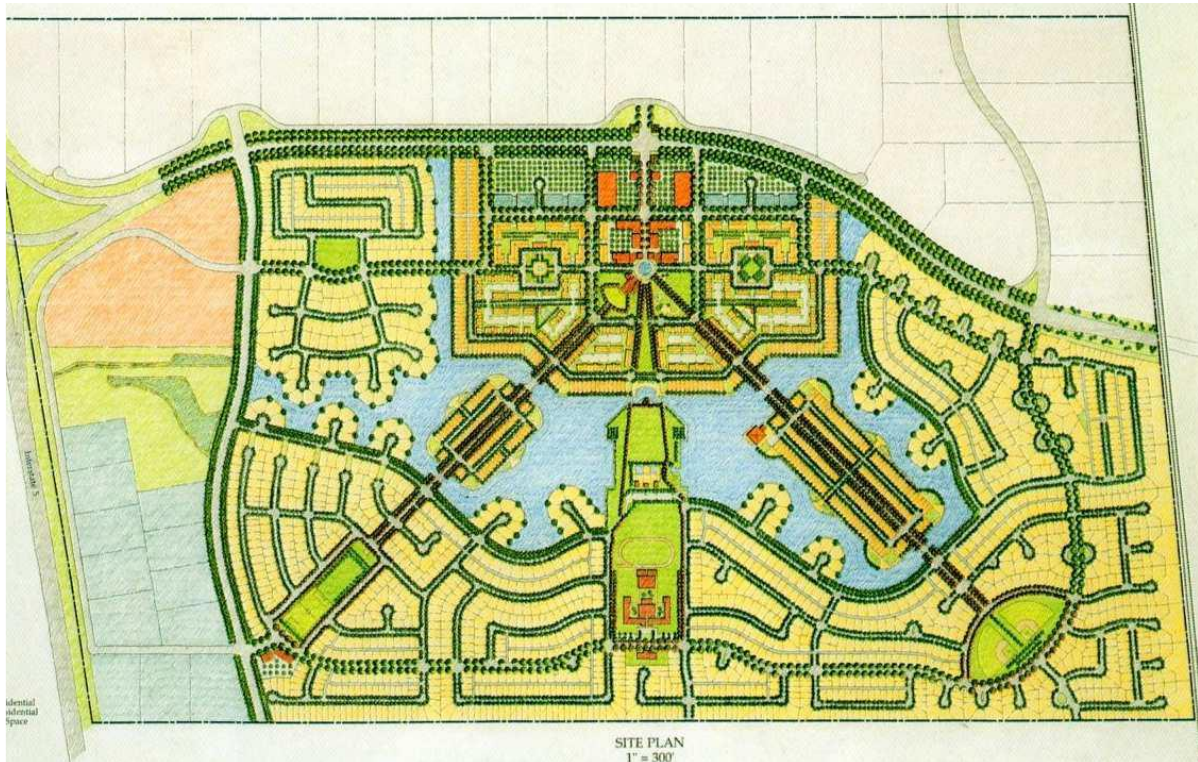 Interstate 5
idential
idential
Space
SITE PLAN
1" = 300'